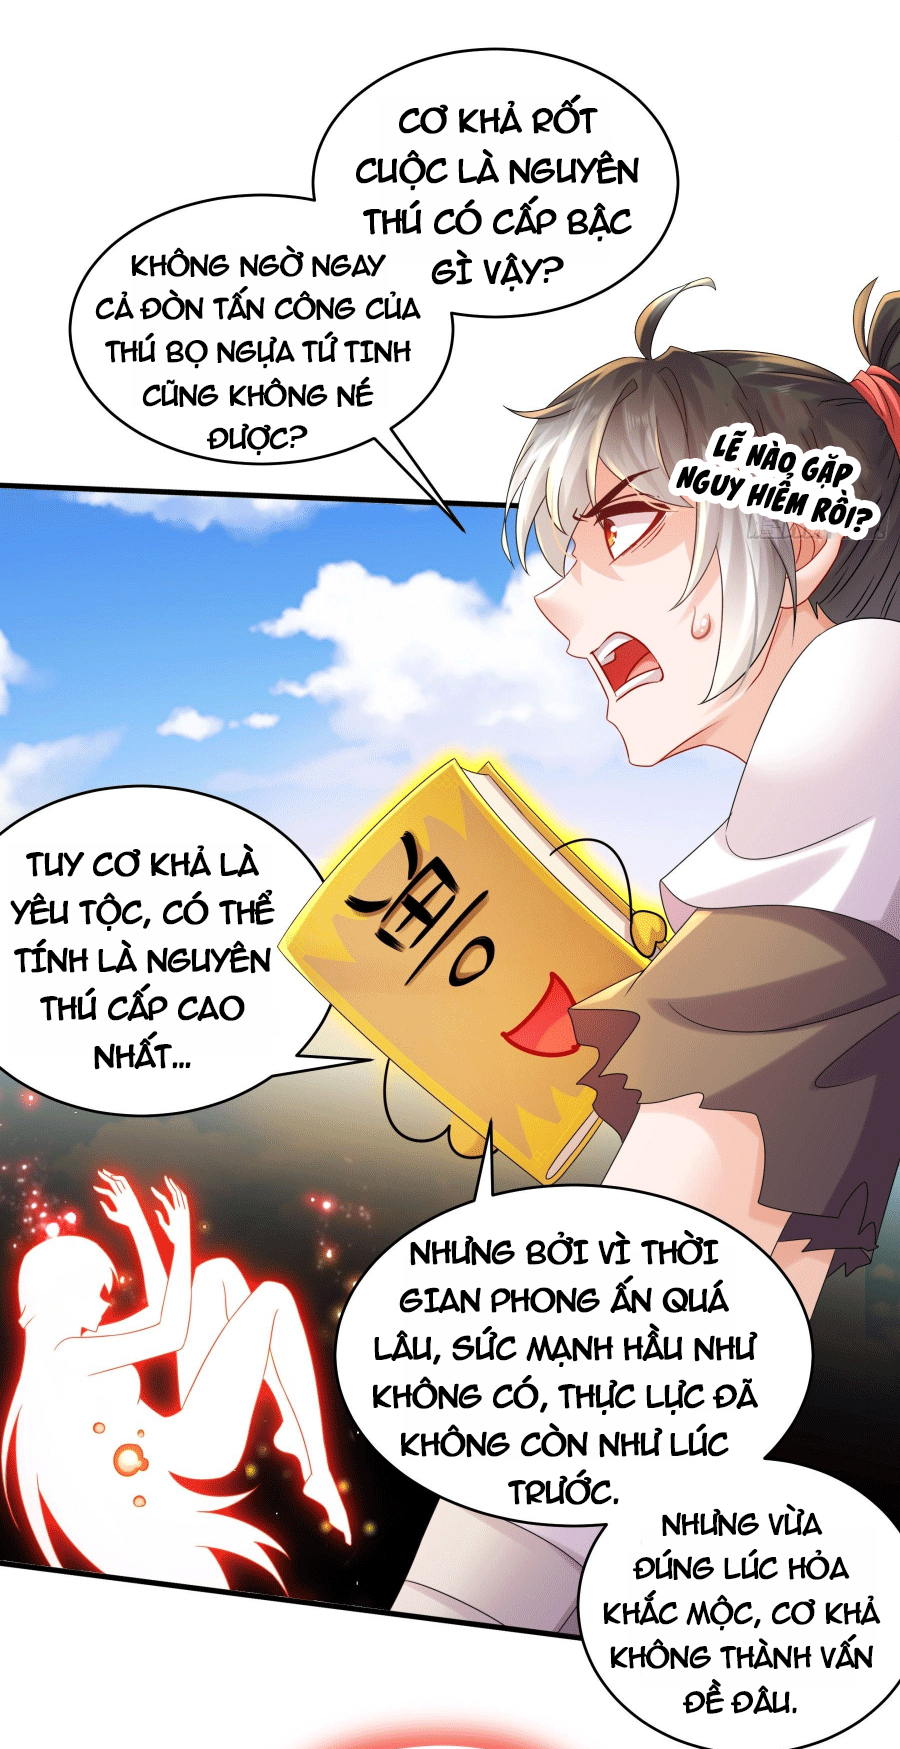 CƠ KHẢ RỐT
CUỘC LÀ NGUYÊN
THÚ CÓ CẤP BẬC
GÌ VẬY?
KHÔNG NGỜ NGAY
CẢ ĐÒN TẤN CÔNG CỦA
THÚ BỌ NGỰA TỨ TINH
CŨNG KHÔNG NÉ
ĐƯỢC?
LẼ NÀO GẶP
NGUY HIỂM RỒI?
TUY CƠ KHẢ LÀ
YÊU TỘC, CÓ THỂ
TÍNH LÀ NGUYÊN
THÚ CẤP CAO
NHẤT...
NHƯNG BỞI VÌ THỜI
GIAN PHONG ẤN QUÁ
LÂU, SỨC MẠNH HẦU NHƯ
KHÔNG CÓ, THỰC LỰC ĐÃ
KHÔNG CÒN NHƯ LÚC
TRƯỚC.
NHƯNG VỪA
ĐÚNG LÚC HỎA
KHẮC MỘC, CƠ KHẢ
KHÔNG THÀNH VẤN
ĐỀ ĐÂU.